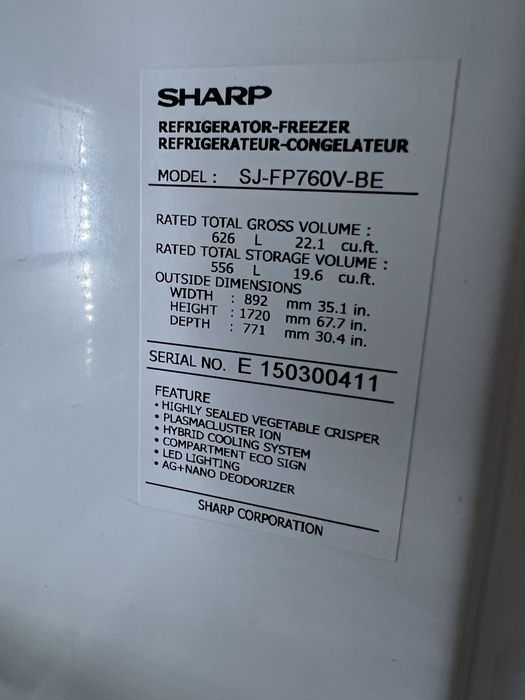 SHARP
REFRIGERATOR-FREEZER
REFRIGERATEUR-CONGELATEUR
MODEL : SJ-FP760V-BE
RATED TOTAL GROSS VOLUME :
626 L 22.1 cu.ft.
RATED TOTAL STORAGE VOLUME :
556 L 19.6 cu.ft.
OUTSIDE DIMENSIONS
WIDTH : 892 mm 35.1 in.
HEIGHT : 1720 mm 67.7 in.
DEPTH : 771 mm 30.4 in.
SERIAL NO. E 150300411
FEATURE
• HIGHLY SEALED VEGETABLE CRISPER
• PLASMACLUSTER ION
• HYBRID COOLING SYSTEM
• COMPARTMENT ECO SIGN
• LED LIGHTING
• AG+NANO DEODORIZER
SHARP CORPORATION